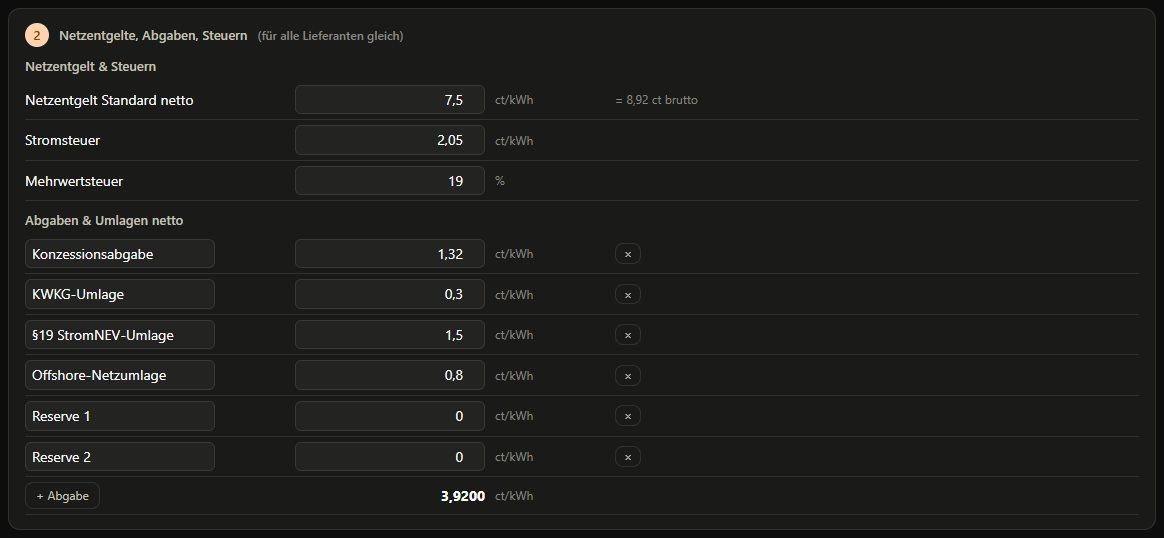 2 Netzentgelte, Abgaben, Steuern (für alle Lieferanten gleich)
Netzentgelt & Steuern
Netzentgelt Standard netto 7,5 ct/kWh = 8,92 ct brutto
Stromsteuer 2,05 ct/kWh
Mehrwertsteuer 19 %
Abgaben & Umlagen netto
Konzessionsabgabe 1,32 ct/kWh ×
KWKG-Umlage 0,3 ct/kWh ×
§19 StromNEV-Umlage 1,5 ct/kWh ×
Offshore-Netzumlage 0,8 ct/kWh ×
Reserve 1 0 ct/kWh ×
Reserve 2 0 ct/kWh ×
+ Abgabe 3,9200 ct/kWh